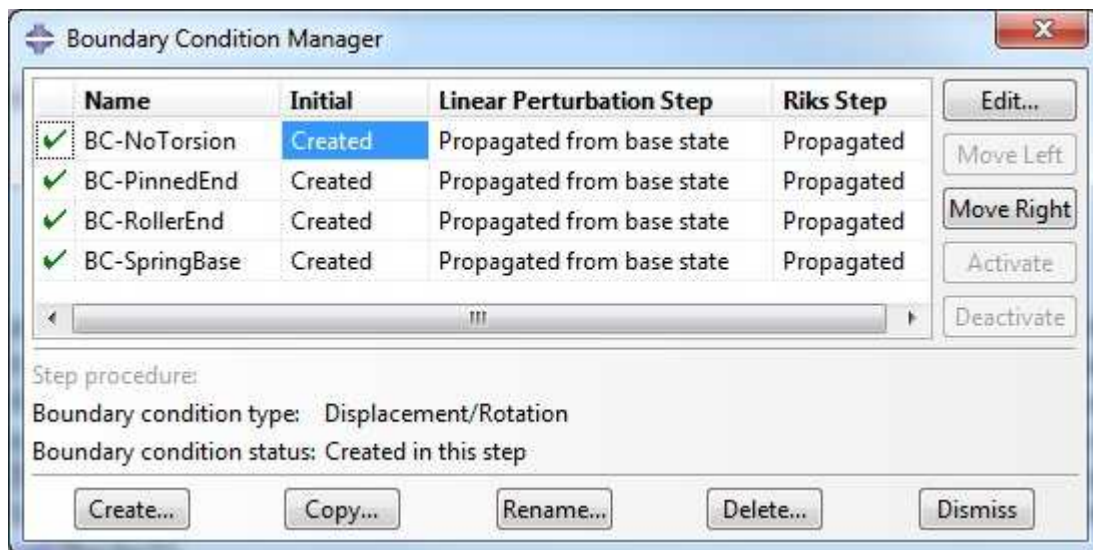 Boundary Condition Manager
Name Initial Linear Perturbation Step Riks Step
BC-NoTorsion Created Propagated from base state Propagated
BC-PinnedEnd Created Propagated from base state Propagated
BC-RollerEnd Created Propagated from base state Propagated
BC-SpringBase Created Propagated from base state Propagated
Edit...
Move Left
Move Right
Activate
Deactivate
Step procedure:
Boundary condition type: Displacement/Rotation
Boundary condition status: Created in this step
Create... Copy... Rename... Delete... Dismiss